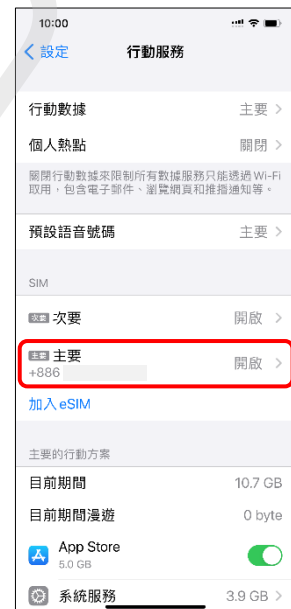 10:00
設定 行動服務
行動數據 主要
個人熱點 關閉
關閉行動數據來限制所有數據服務只能透過 Wi-Fi
取用，包含電子郵件、瀏覽網頁和推播通知等。
預設語音號碼 主要
SIM
次要 次要 開啟
主要 主要 開啟
+886
加入 eSIM
主要的行動方案
目前期間 10.7 GB
目前期間漫遊 0 byte
App Store
5.0 GB
系統服務 3.9 GB